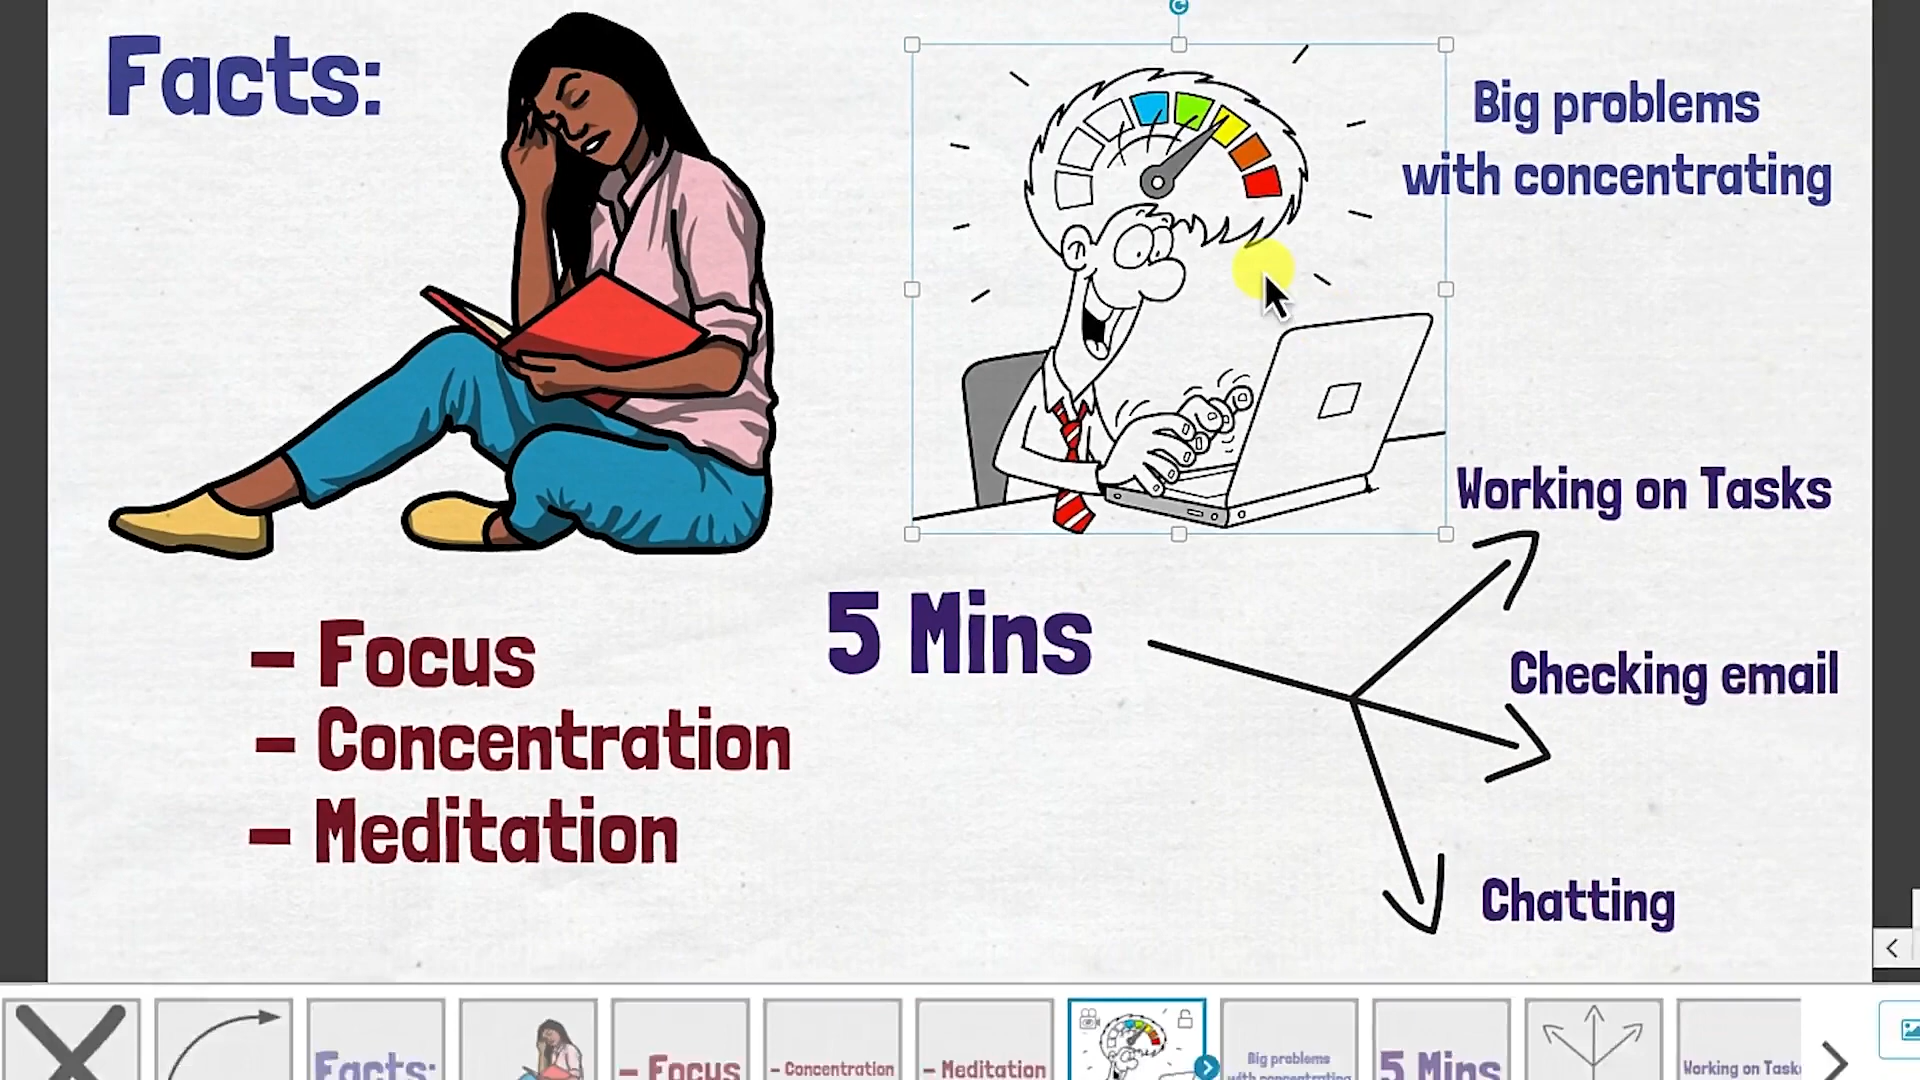 Facts:
Big problems
with concentrating
Working on Tasks
5 Mins
Checking email
– Focus
– Concentration
– Meditation
Chatting
Facts:
– Focus
– Concentration
– Meditation
Big problems
with concentrating
5 Mins
Working on Tasks